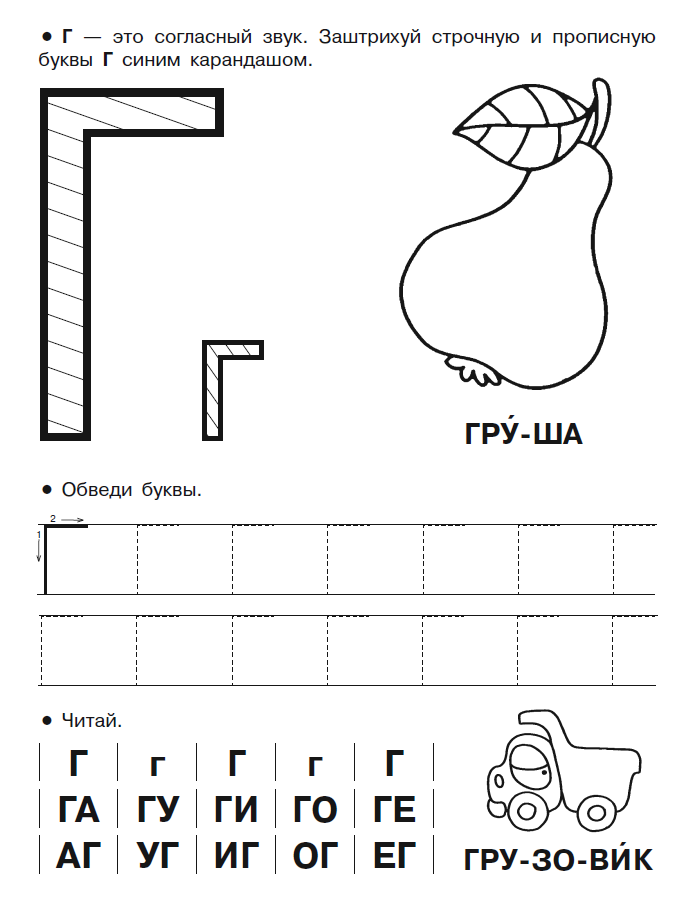 ● Г — это согласный звук. Заштрихуй строчную и прописную
буквы Г синим карандашом.
ГРУ́-ША
● Обведи буквы.
2
1
● Читай.
Г г Г г Г
ГА ГУ ГИ ГО ГЕ
АГ УГ ИГ ОГ ЕГ
ГРУ-ЗО-ВИ́К